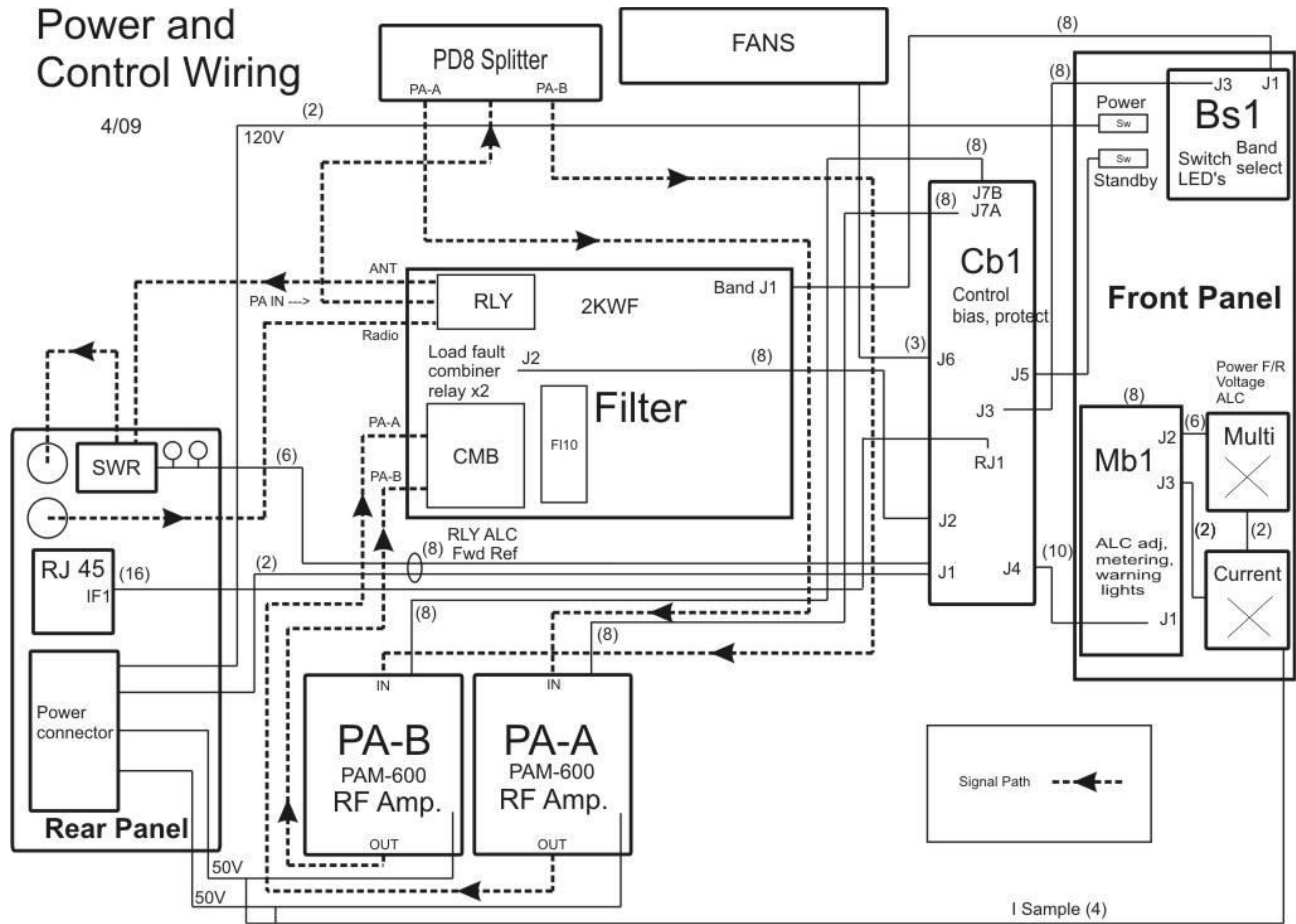 Power and
Control Wiring
4/09
PD8 Splitter
PA-A
PA-B
FANS
(2)
120V
(8)
(8)
(8)
(8)
Power
Sw
Sw
Standby
J3
J1
Bs1
Switch
LED's
Band
select
Front Panel
J7B
J7A
Cb1
Control
bias, protect
(3)
J6
J5
J3
RJ1
J2
J1
J4
(10)
ANT
PA IN --->
Radio
RLY
2KWF
Band J1
Load fault
combiner
relay x2
J2
(8)
Filter
FI10
CMB
PA-A
PA-B
Power F/R
Voltage
ALC
(8)
J2
(6)
Multi
Mb1
J3
(2)
(2)
ALC adj,
metering,
warning
lights
Current
J1
SWR
(6)
RLY ALC
Fwd Ref
(8)
(2)
RJ 45
(16)
IF1
(8)
(8)
Power
connector
Rear Panel
50V
50V
IN
PA-B
PAM-600
RF Amp.
OUT
IN
PA-A
PAM-600
RF Amp.
OUT
Signal Path
I Sample (4)